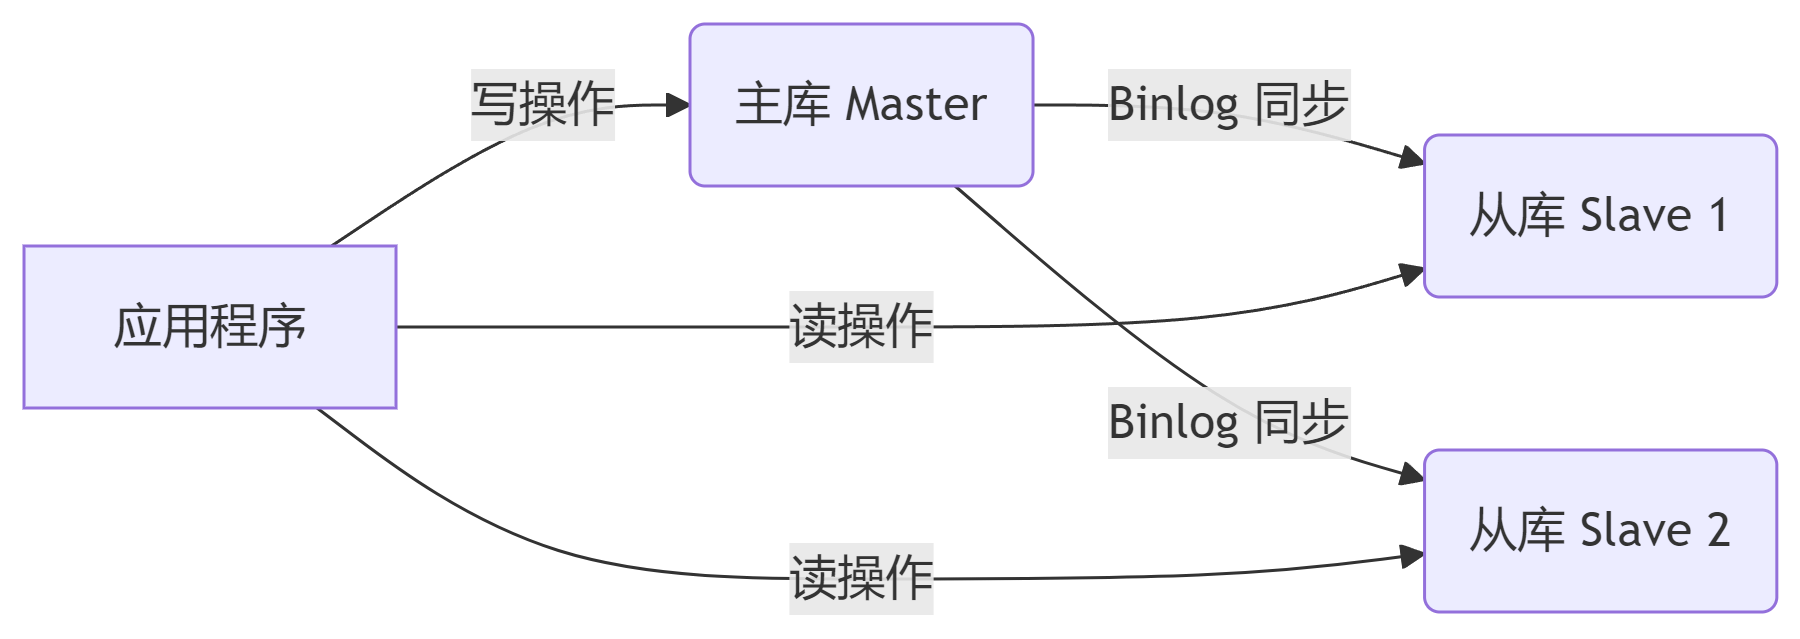 写操作
主库 Master
Binlog 同步
从库 Slave 1
应用程序
读操作
Binlog 同步
从库 Slave 2
读操作